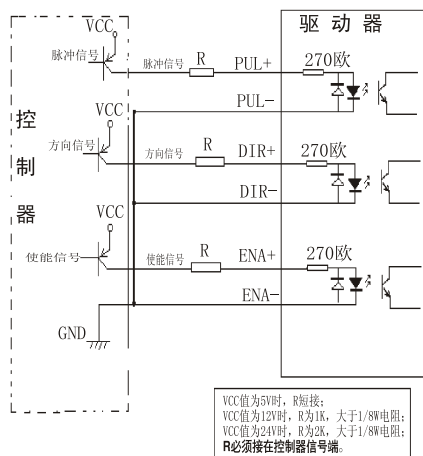 驱动器
VCC
脉冲信号
脉冲信号
R
PUL+
270欧
PUL-
控制器
VCC
方向信号
方向信号
R
DIR+
270欧
DIR-
VCC
使能信号
使能信号
R
ENA+
270欧
ENA-
GND
VCC值为5V时，R短接；
VCC值为12V时，R为1K，大于1/8W电阻；
VCC值为24V时，R为2K，大于1/8W电阻；
R必须接在控制器信号端。